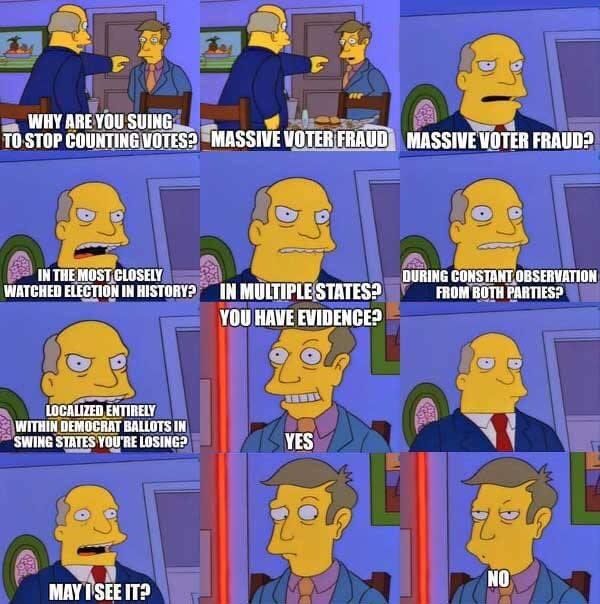 WHY ARE YOU SUING
TO STOP COUNTING VOTES?
MASSIVE VOTER FRAUD
MASSIVE VOTER FRAUD?
IN THE MOST CLOSELY
WATCHED ELECTION IN HISTORY?
IN MULTIPLE STATES?
DURING CONSTANT OBSERVATION
FROM BOTH PARTIES?
LOCALIZED ENTIRELY
WITHIN DEMOCRAT BALLOTS IN
SWING STATES YOU'RE LOSING?
YOU HAVE EVIDENCE?
YES
MAY I SEE IT?
NO